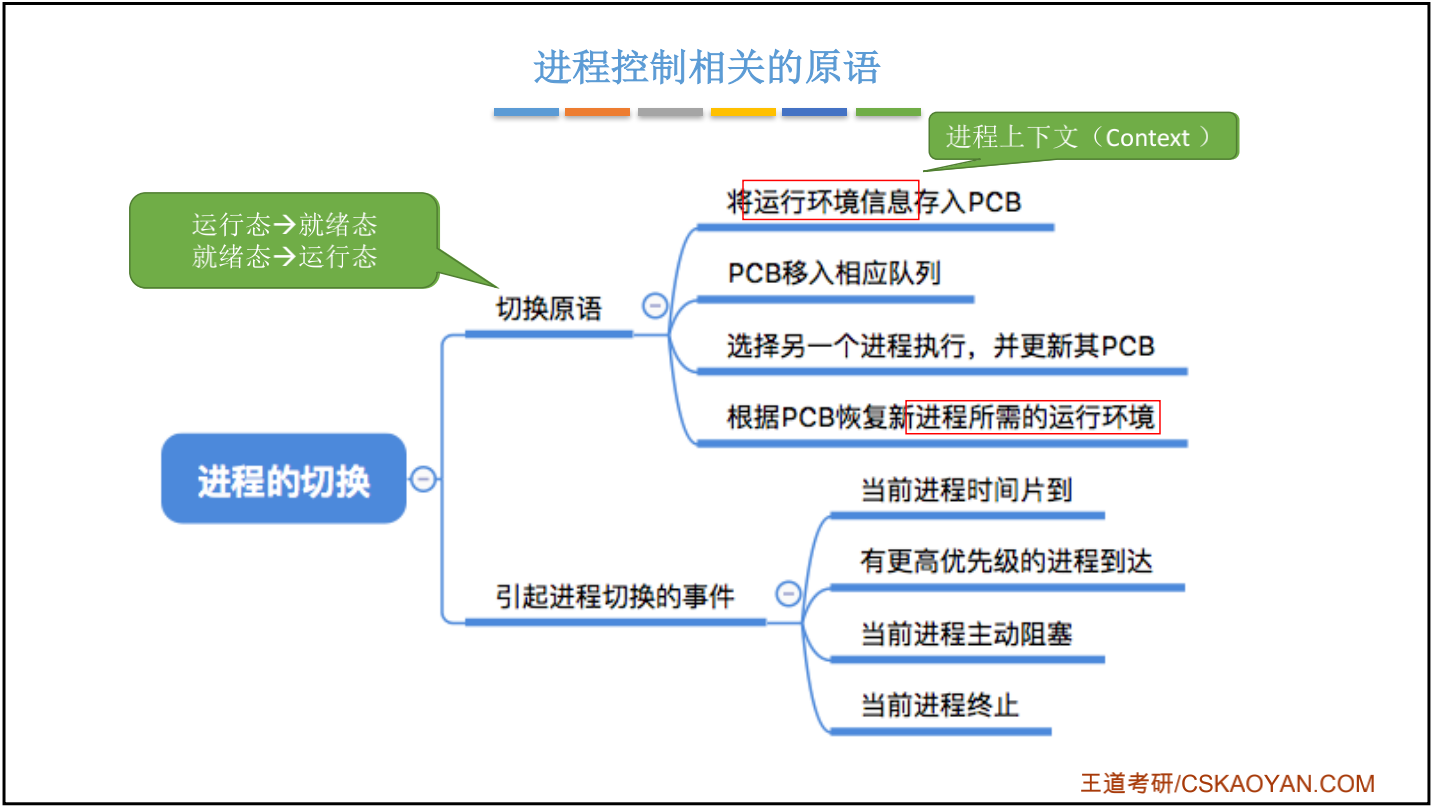 进程控制相关的原语
进程上下文（Context ）
运行态→就绪态
就绪态→运行态
将运行环境信息存入PCB
PCB移入相应队列
切换原语
选择另一个进程执行，并更新其PCB
根据PCB恢复新进程所需的运行环境
进程的切换
当前进程时间片到
有更高优先级的进程到达
引起进程切换的事件
当前进程主动阻塞
当前进程终止
王道考研/CSKAOYAN.COM